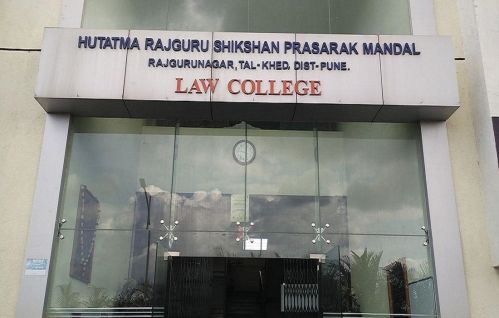 HUTATMA RAJGURU SHIKSHAN PRASARAK MANDAL
RAJGURUNAGAR, TAL-KHED, DIST-PUNE.
LAW COLLEGE